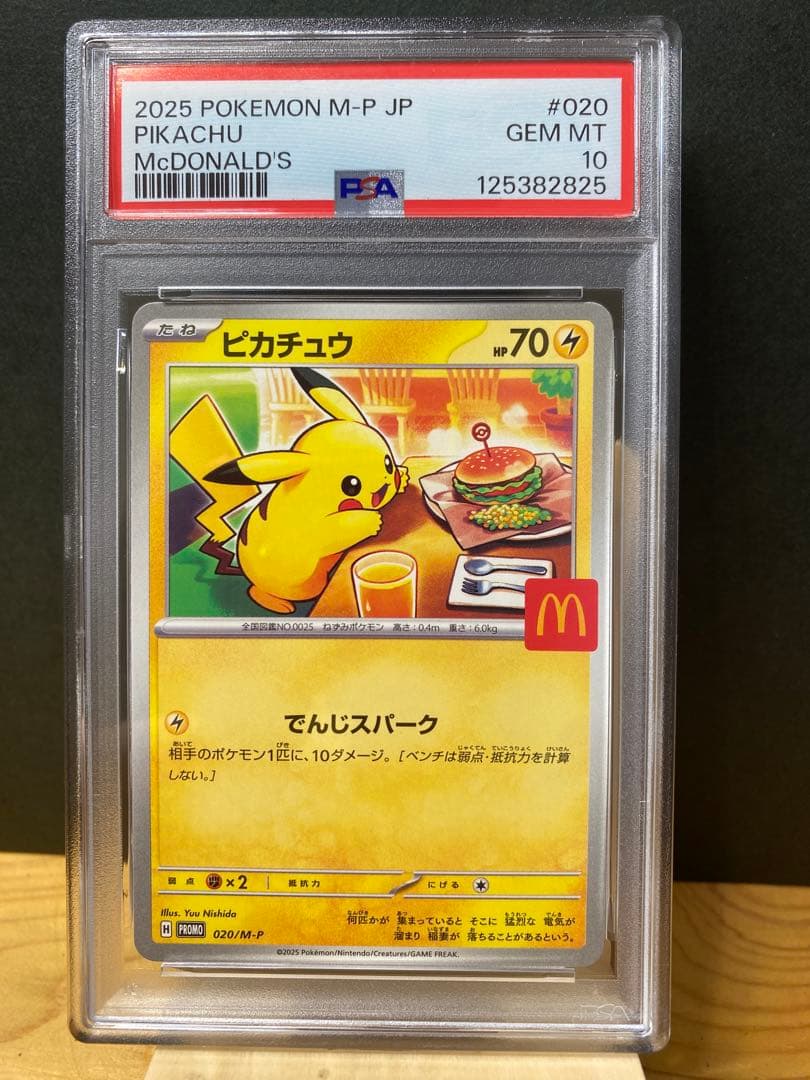 2025 POKEMON M-P JP #020
PIKACHU GEM MT
McDONALD'S 10
PSA 125382825
たね ピカチュウ HP70
M
全国図鑑NO.0025 ねずみポケモン 高さ:0.4m 重さ:6.0kg
でんじスパーク
相手のポケモン1匹に、10ダメージ。[ベンチは弱点・抵抗力を計算
しない。]
弱点 ×2 抵抗力 にげる
Illus. Yuu Nishida
何匹かが 集まっていると そこに 猛烈な 電気が
溜まり 稲妻が 落ちることがあるという。
H PROMO 020/M-P
©2025 Pokémon/Nintendo/Creatures/GAME FREAK.